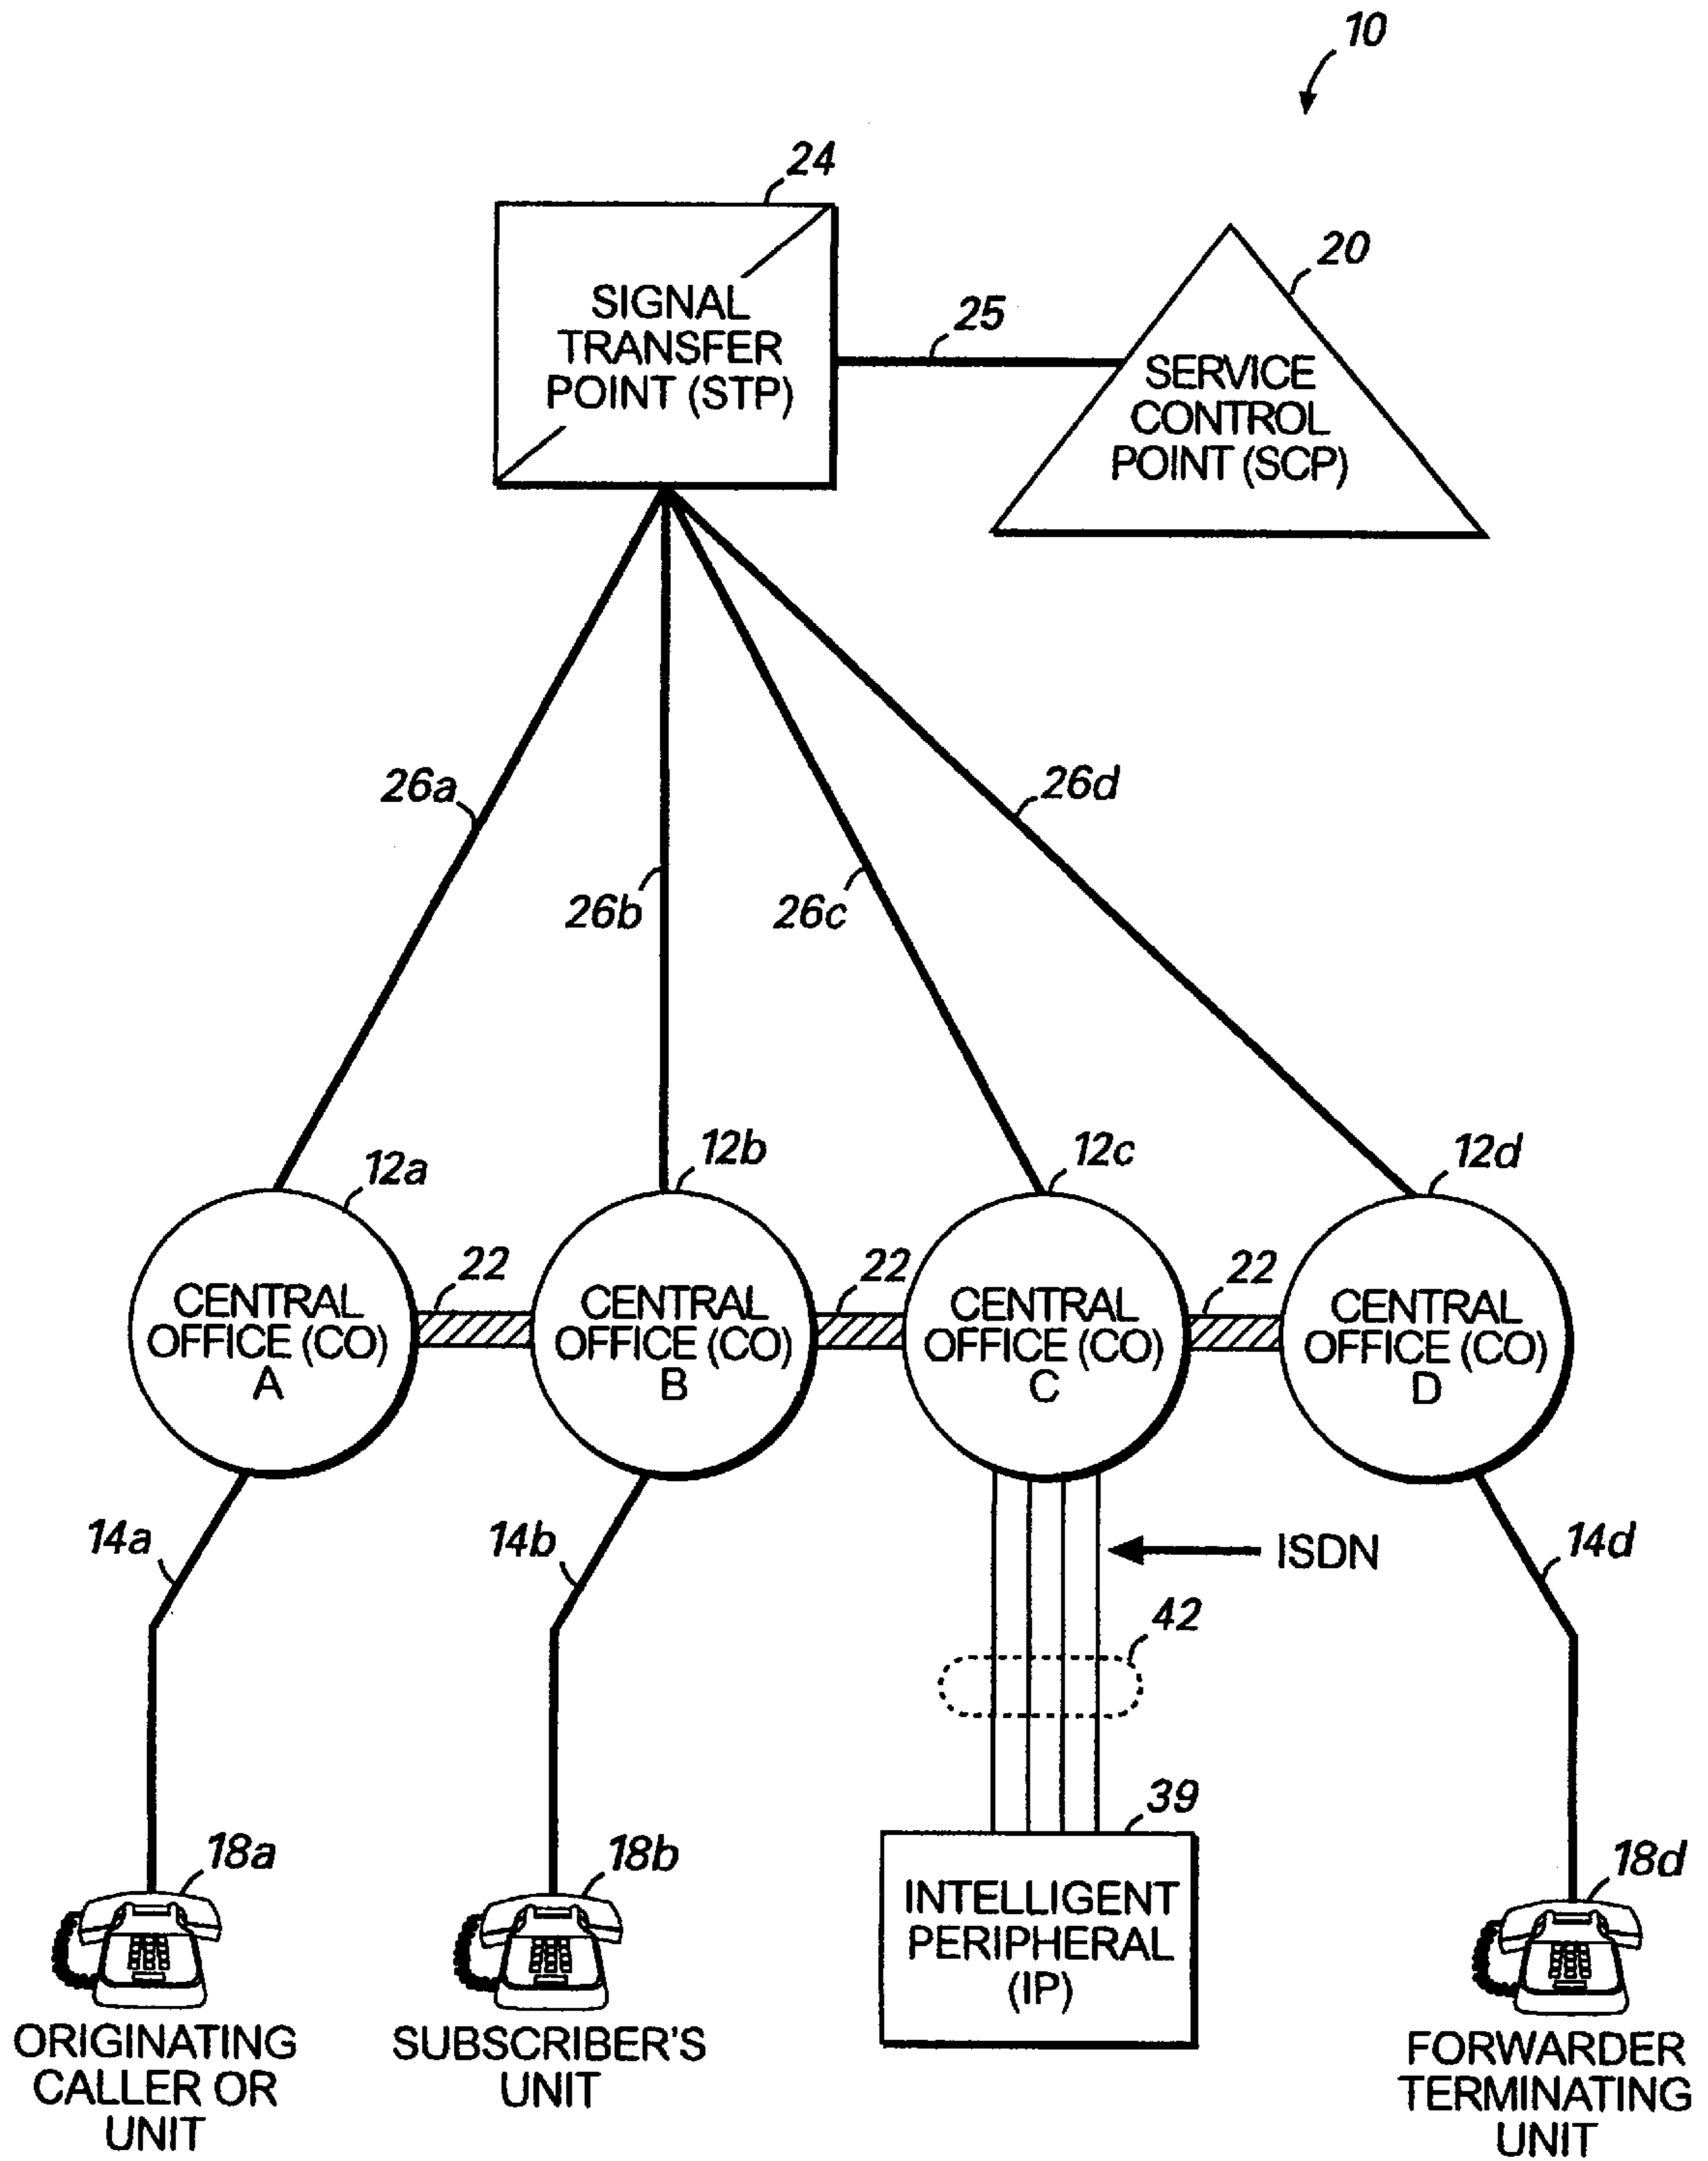 10
24
20
SIGNAL
TRANSFER
POINT (STP)
25
SERVICE
CONTROL
POINT (SCP)
26a
26d
26b
26c
12a
12b
12c
12d
22
22
22
CENTRAL
OFFICE (CO)
A
CENTRAL
OFFICE (CO)
B
CENTRAL
OFFICE (CO)
C
CENTRAL
OFFICE (CO)
D
14a
14b
ISDN
14d
42
39
18a
18b
18d
INTELLIGENT
PERIPHERAL
(IP)
ORIGINATING
CALLER OR
UNIT
SUBSCRIBER'S
UNIT
FORWARDER
TERMINATING
UNIT